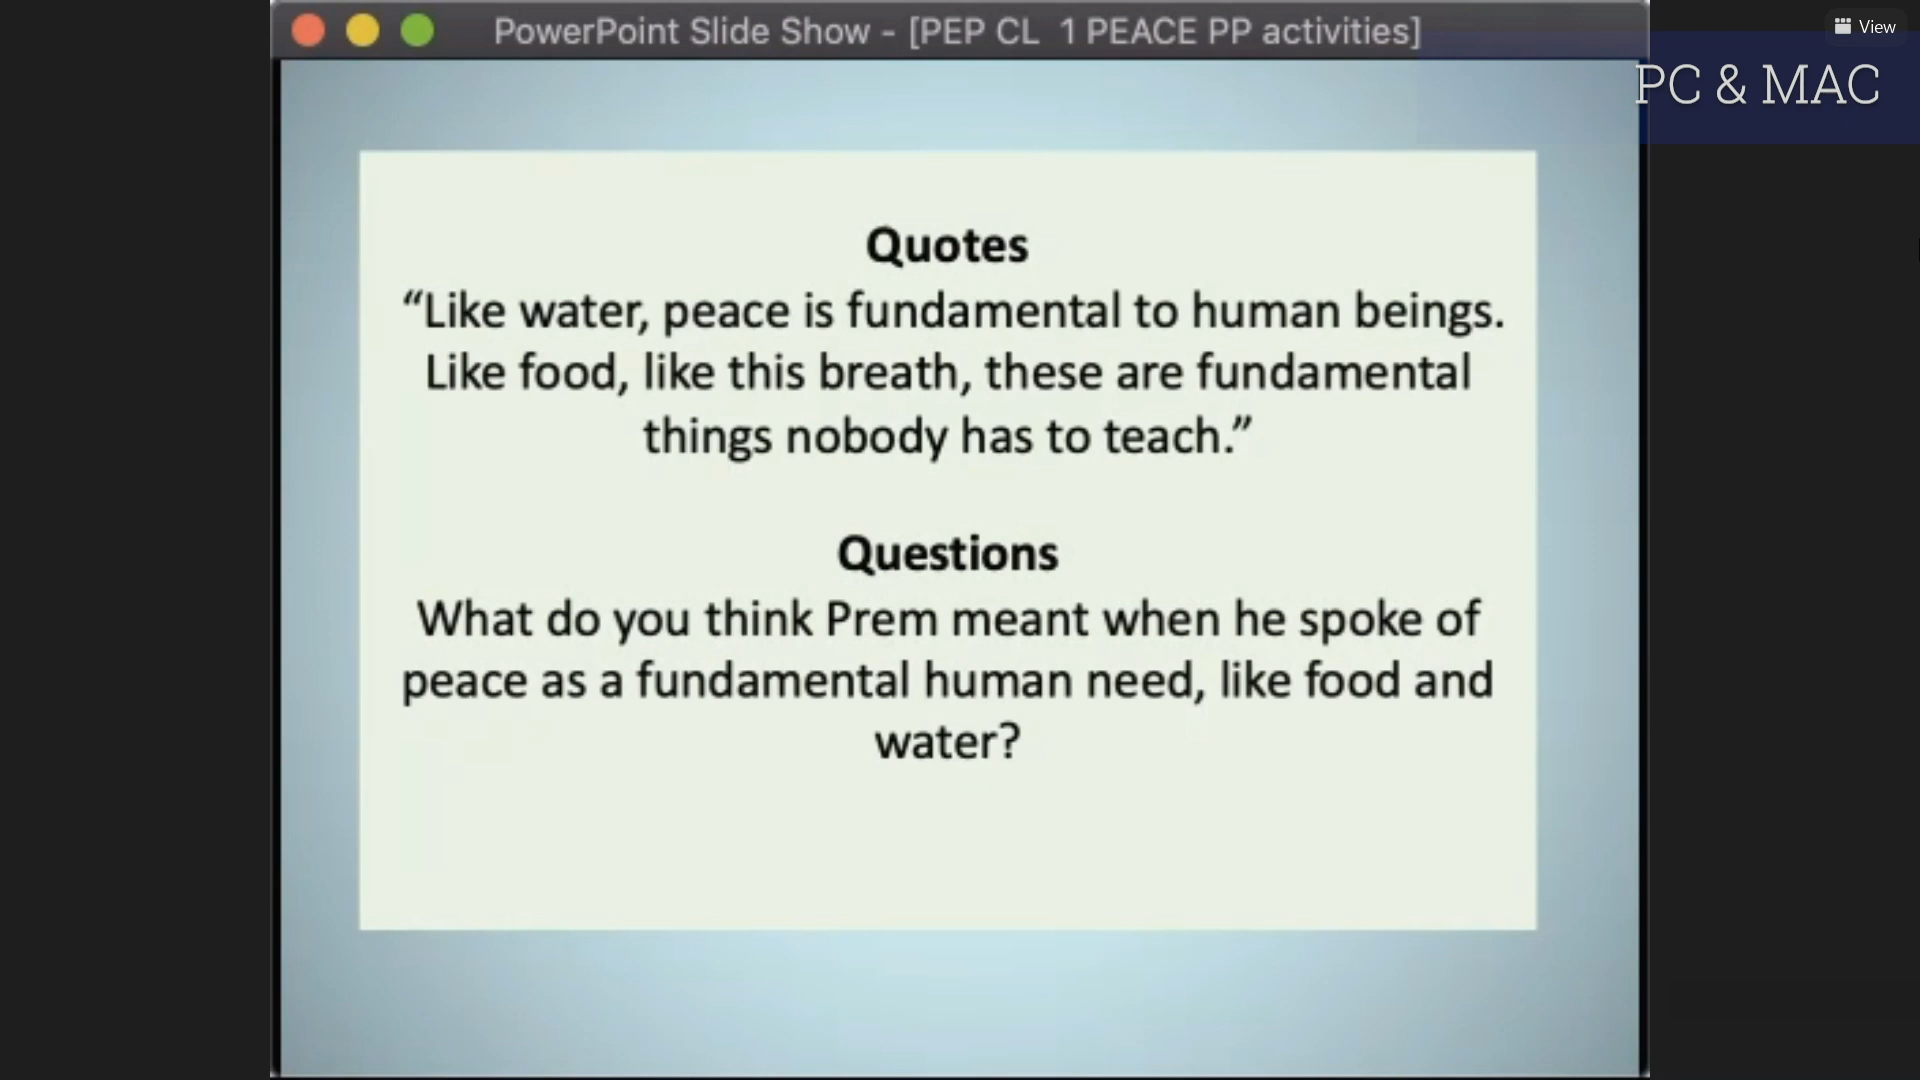 PowerPoint Slide Show - [PEP CL  1 PEACE PP activities]
View
PC & MAC
Quotes
“Like water, peace is fundamental to human beings.
Like food, like this breath, these are fundamental
things nobody has to teach.”
Questions
What do you think Prem meant when he spoke of
peace as a fundamental human need, like food and
water?